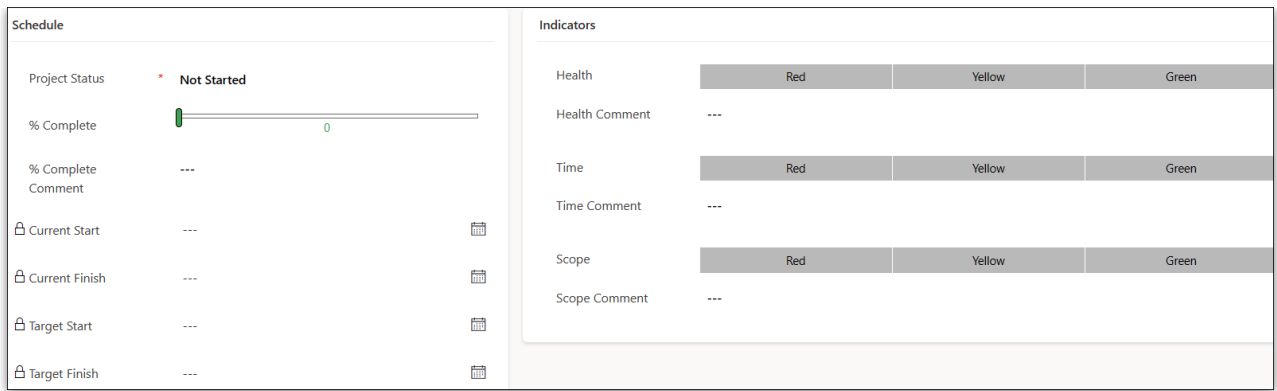 Schedule
Project Status * Not Started
% Complete 0
% Complete
Comment ---
Current Start ---
Current Finish ---
Target Start ---
Target Finish ---
Indicators
Health Red Yellow Green
Health Comment ---
Time Red Yellow Green
Time Comment ---
Scope Red Yellow Green
Scope Comment ---